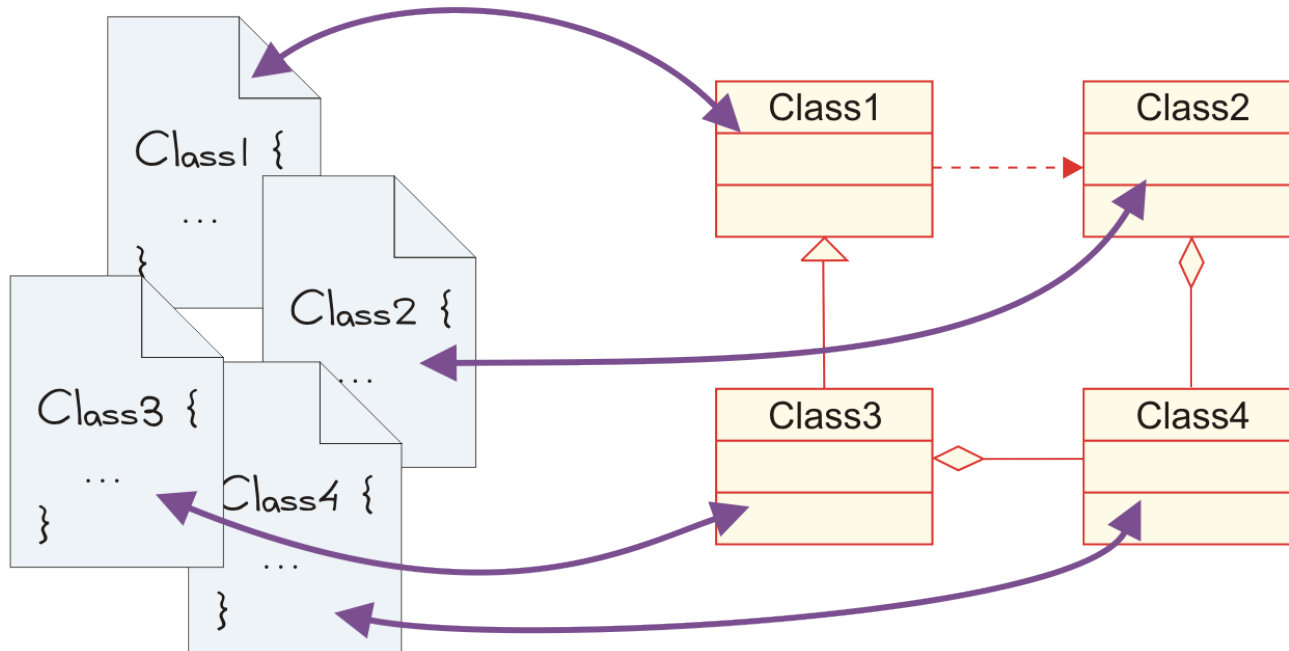 Class1 {
...
}
Class2 {
...
Class3 {
...
}
Class4 {
...
}
Class1
Class2
Class3
Class4